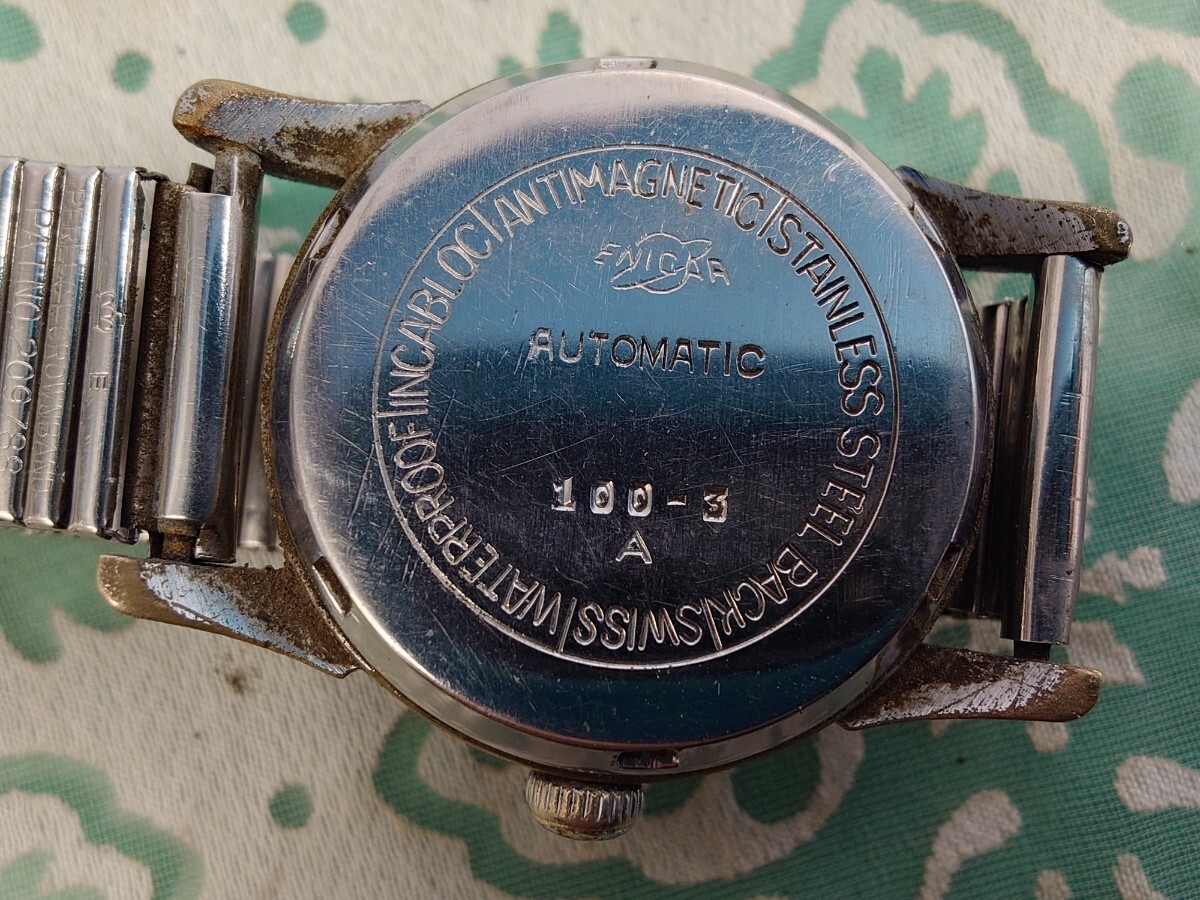 ANTIMAGNETIC/STAINLESS STEEL BACK/SWISS/WATERPROOF/INCABLOC/
ENICAR
AUTOMATIC
100-3
A